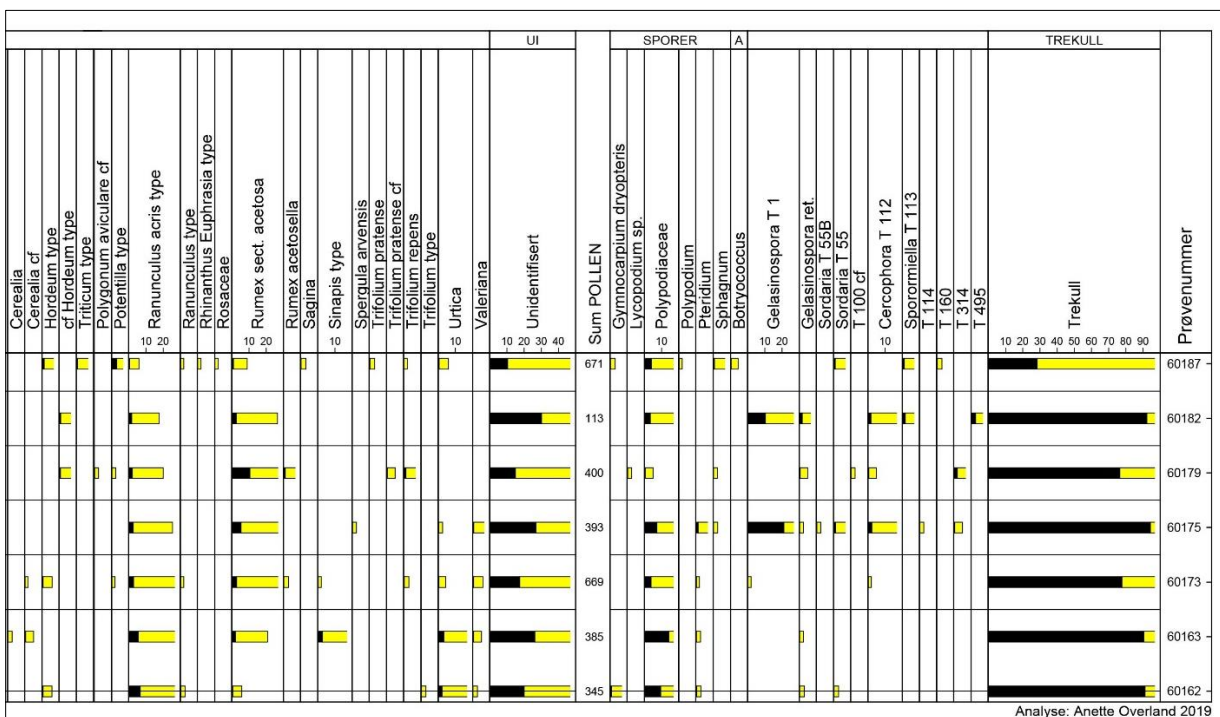 UI
SPORER
A
TREKULL
Cerealia
Cerealia cf
Hordeum type
cf Hordeum type
Triticum type
Polygonum aviculare cf
Potentilla type
Ranunculus acris type
Ranunculus type
Rhinanthus Euphrasia type
Rosaceae
Rumex sect. acetosa
Rumex acetosella
Sagina
Sinapis type
Spergula arvensis
Trifolium pratense
Trifolium pratense cf
Trifolium repens
Trifolium type
Urtica
Valeriana
Unidentifisert
Sum POLLEN
Gymnocarpium dryopteris
Lycopodium sp.
Polypodiaceae
Polypodium
Pteridium
Sphagnum
Botryococcus
Gelasinospora T 1
Gelasinospora ret.
Sordaria T 55B
Sordaria T 55
T 100 cf
Cercophora T 112
Sporormiella T 113
T 114
T 160
T 314
T 495
Trekull
Prøvenummer
10 20 10 20 10 10 10 20 30 40 10 10 20 10 10 20 30 40 50 60 70 80 90
671 60187
113 60182
400 60179
393 60175
669 60173
385 60163
345 60162
Analyse: Anette Overland 2019